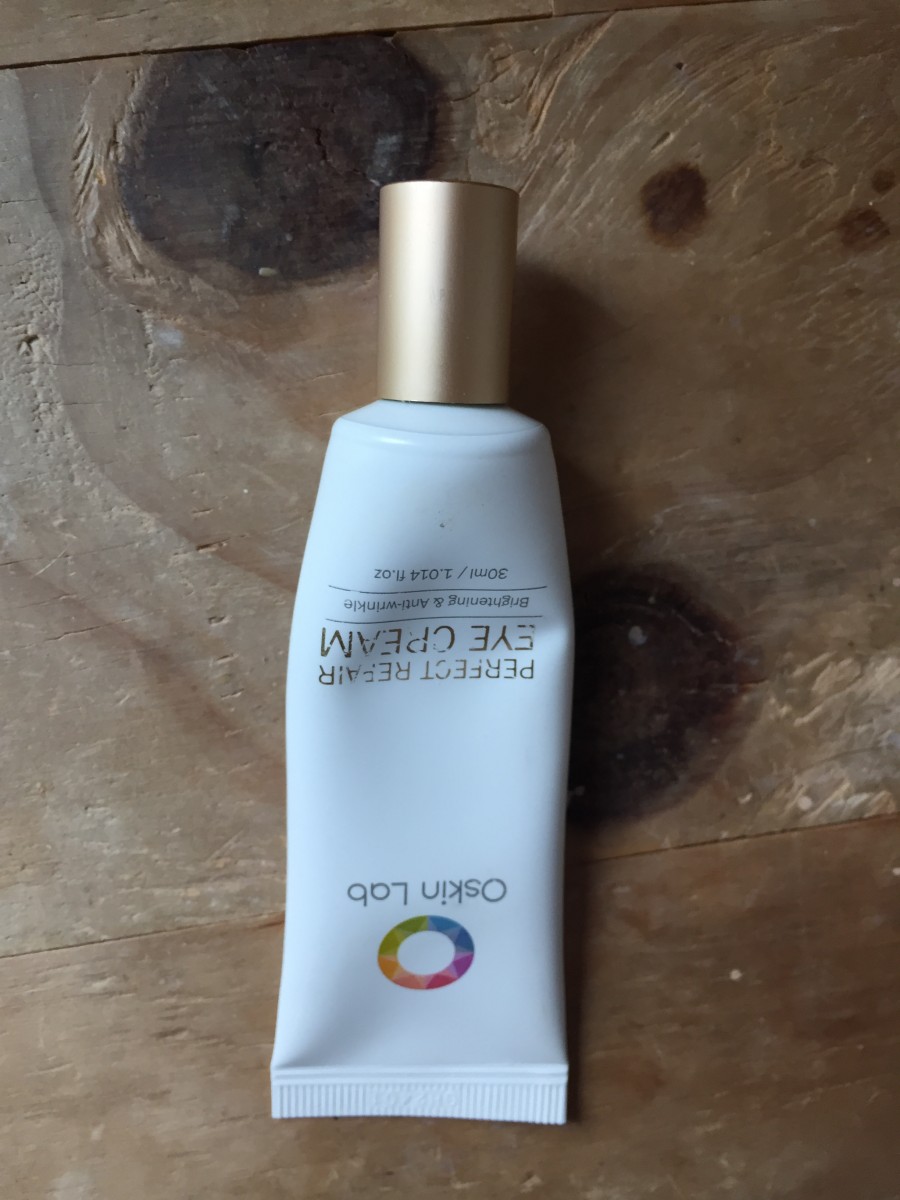 Oskin Lab
PERFECT REPAIR
EYE CREAM
Brightening & Anti-wrinkle
30ml / 1.014 fl.oz